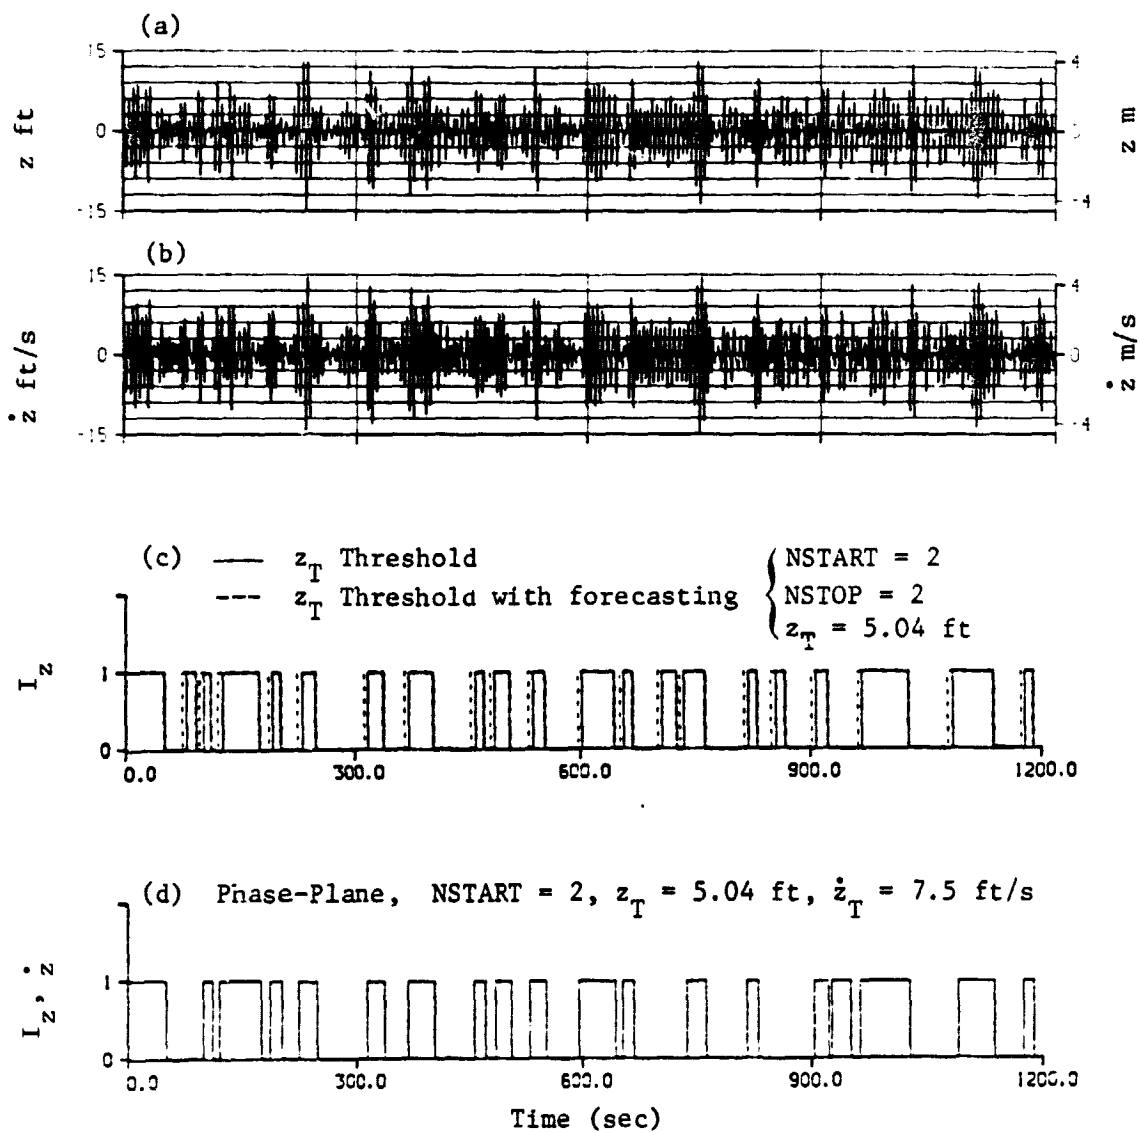 (a)
15
0
-15
z ft
4
-4
z m
(b)
15
0
-15
ż ft/s
4
0
-4
ż m/s
(c) —— z_T Threshold
--- z_T Threshold with forecasting
NSTART = 2
NSTOP = 2
z_T = 5.04 ft
I_z
1
0
0.0 300.0 600.0 900.0 1200.0
(d) Phase-Plane, NSTART = 2, z_T = 5.04 ft, ż_T = 7.5 ft/s
I_z, ż
1
0
0.0 300.0 600.0 900.0 1200.0
Time (sec)